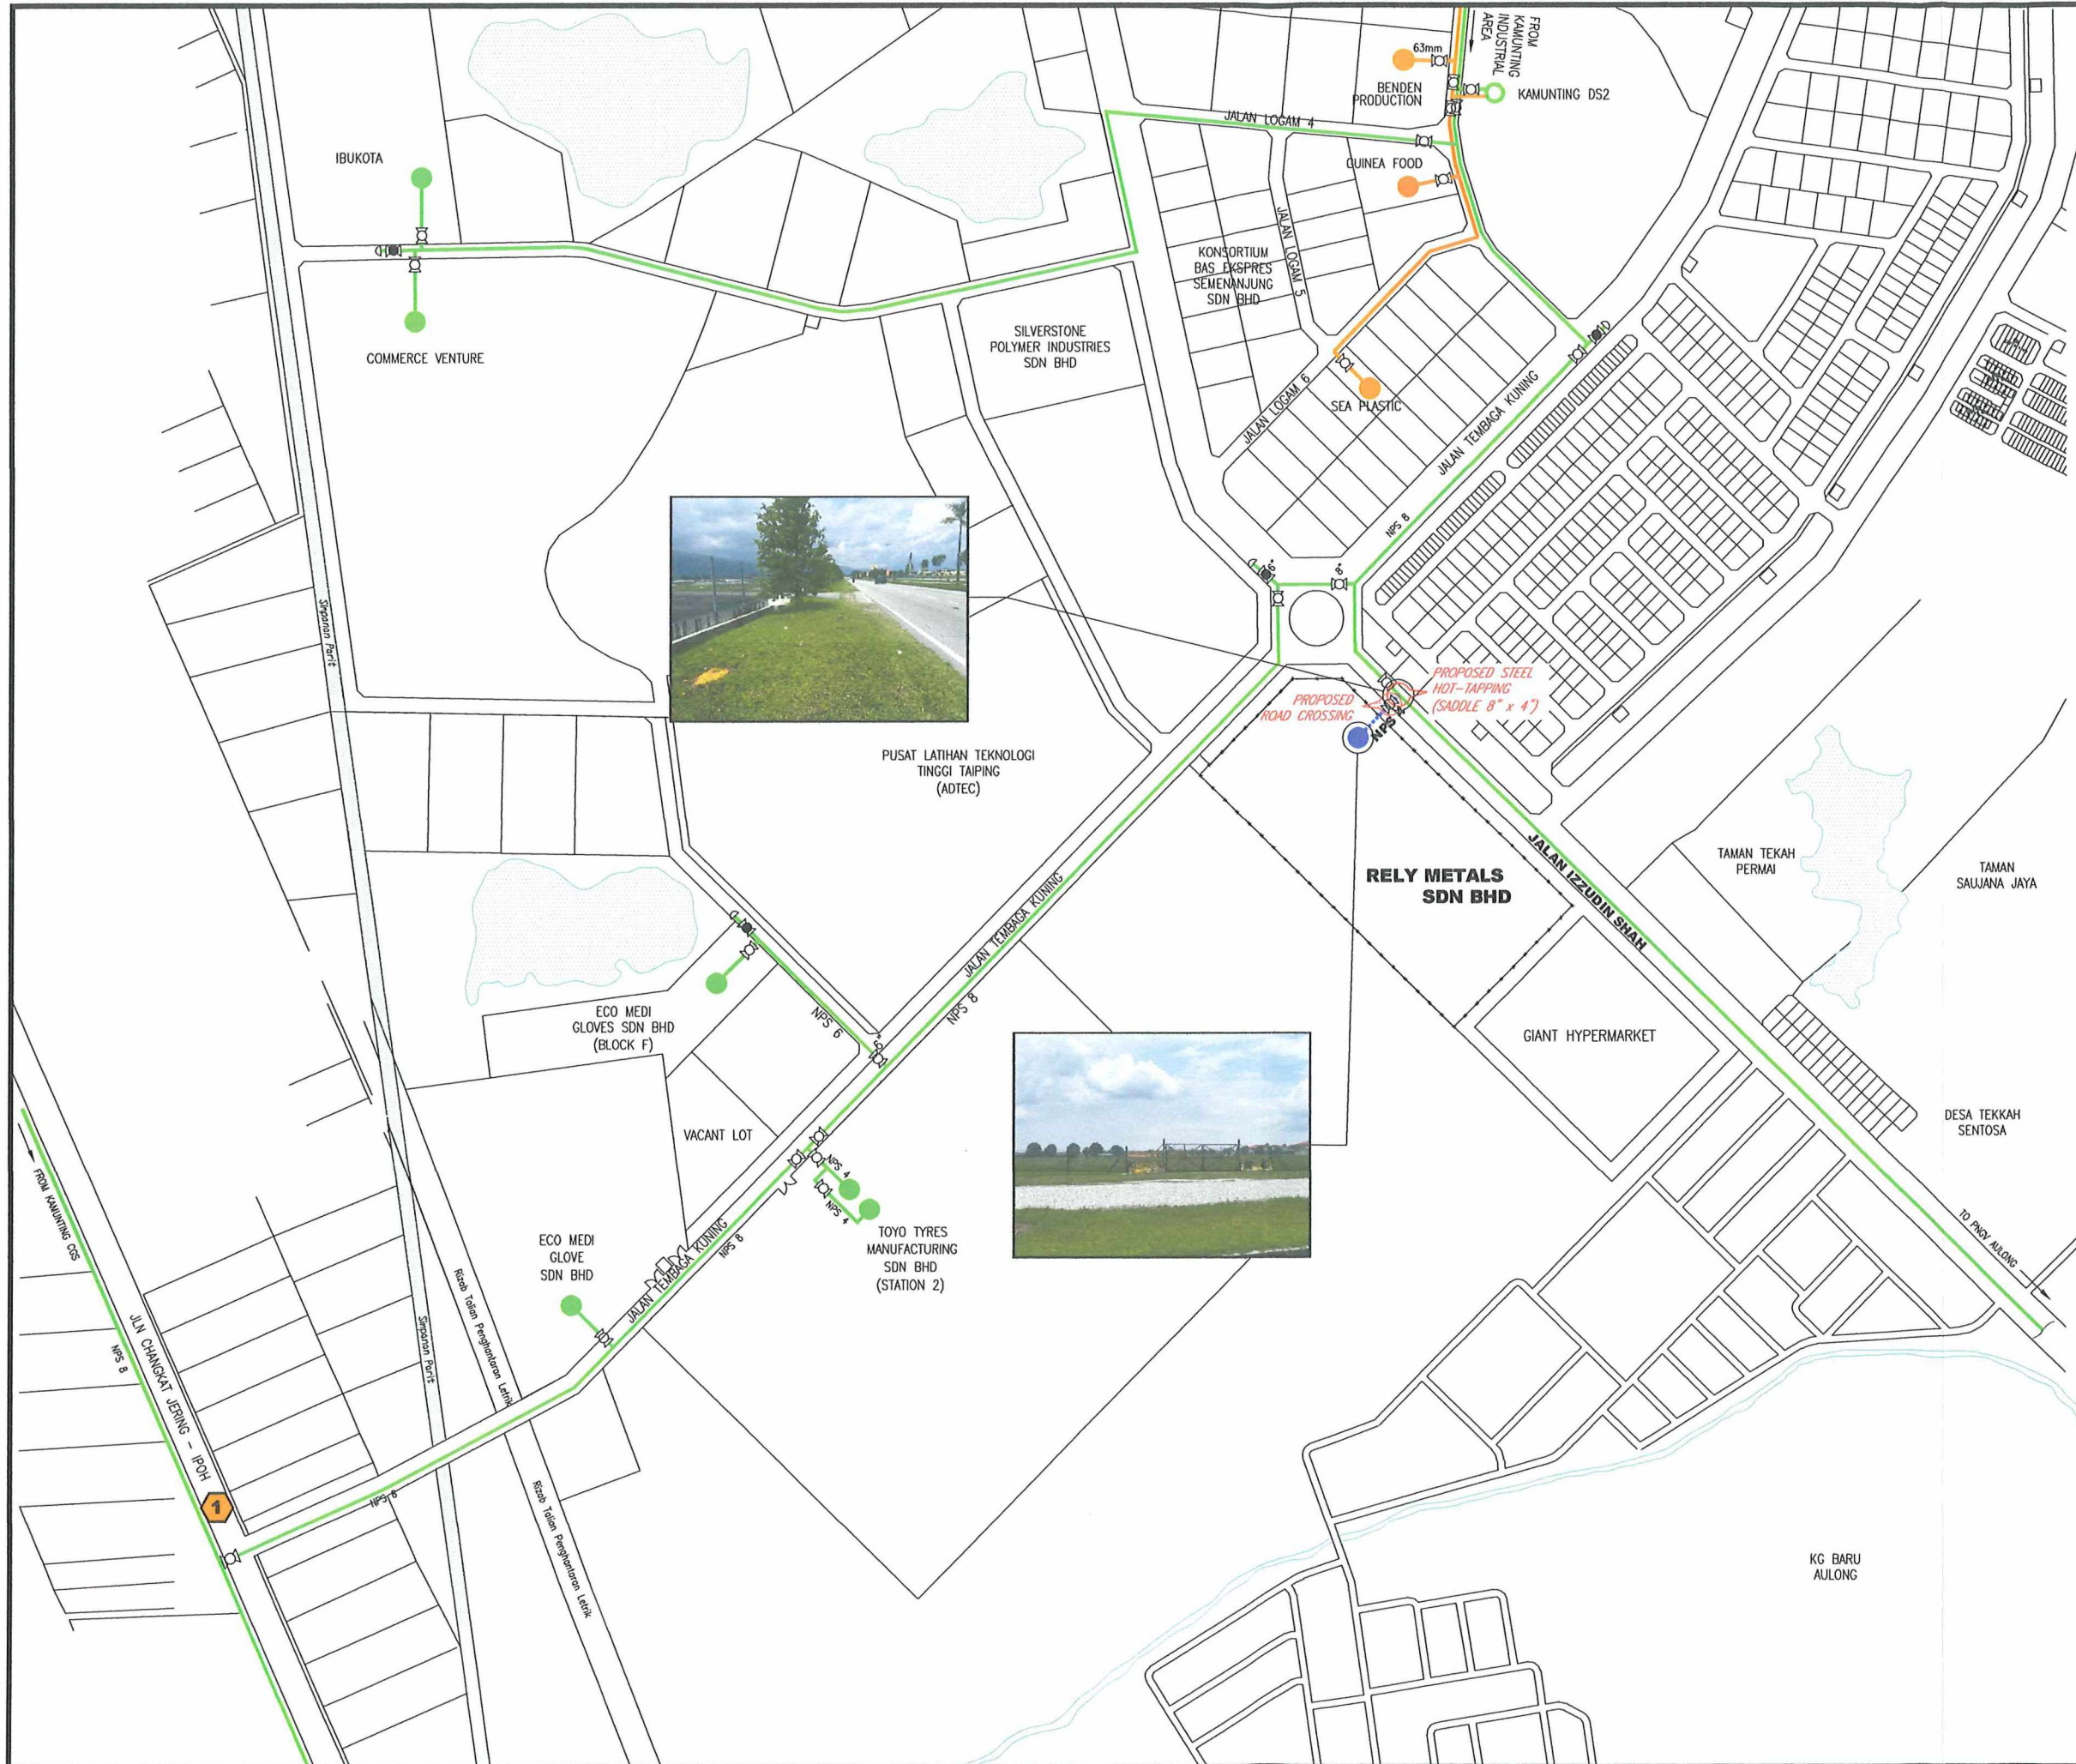 FROM
KAMUNTING
INDUSTRIAL
AREA
63mm
BENDEN
PRODUCTION
KAMUNTING DS2
JALAN LOGAM 4
IBUKOTA
GUINEA FOOD
JALAN LOGAM 5
KONSORTIUM
BAS EKSPRES
SEMENANJUNG
SDN BHD
COMMERCE VENTURE
SILVERSTONE
POLYMER INDUSTRIES
SDN BHD
SEA PLASTIC
JALAN LOGAM 6
JALAN TEMBAGA KUNING
NPS 8
6"
8"
Simpanan Parit
PROPOSED STEEL
HOT-TAPPING
(SADDLE 8" x 4")
PROPOSED
ROAD CROSSING
NPS 4
PUSAT LATIHAN TEKNOLOGI
TINGGI TAIPING
(ADTEC)
RELY METALS
SDN BHD
JALAN IZZUDIN SHAH
TAMAN TEKAH
PERMAI
TAMAN
SAUJANA JAYA
JALAN TEMBAGA KUNING
NPS 8
ECO MEDI
GLOVES SDN BHD
(BLOCK F)
NPS 6
6"
GIANT HYPERMARKET
VACANT LOT
DESA TEKKAH
SENTOSA
NPS 4
NPS 4
FROM KAMUNTING CGS
TO PNGV AULONG
ECO MEDI
GLOVE
SDN BHD
JALAN TEMBAGA KUNING
NPS 8
TOYO TYRES
MANUFACTURING
SDN BHD
(STATION 2)
NPS 8
JLN CHANGKAT JERING - IPOH
Simpanan Parit
Rizab Talian Penghantaran Letrik
1
NPS 8
Rizab Talian Penghantaran Letrik
KG BARU
AULONG